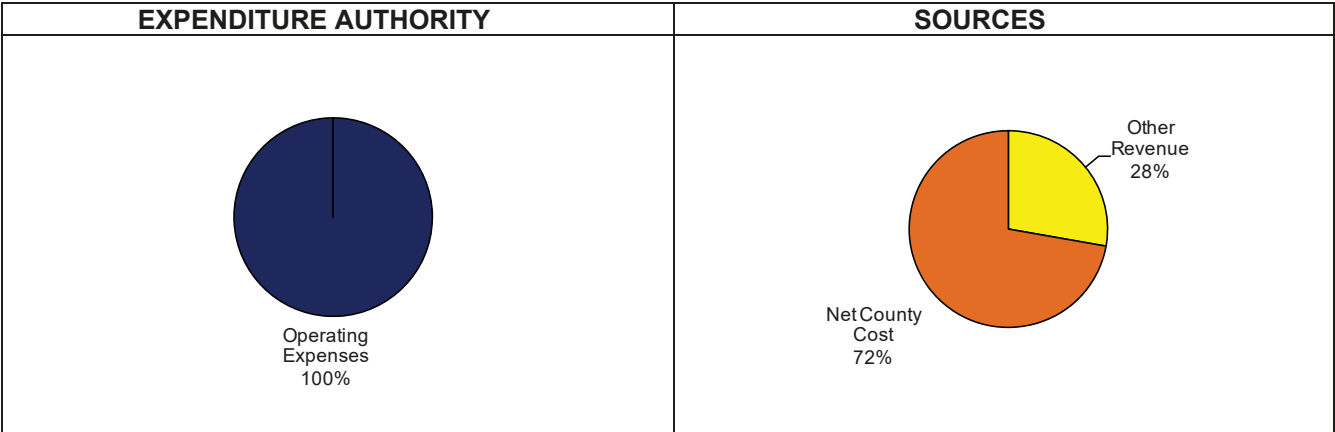 EXPENDITURE AUTHORITY
Operating
Expenses
100%
SOURCES
Other
Revenue
28%
Net County
Cost
72%